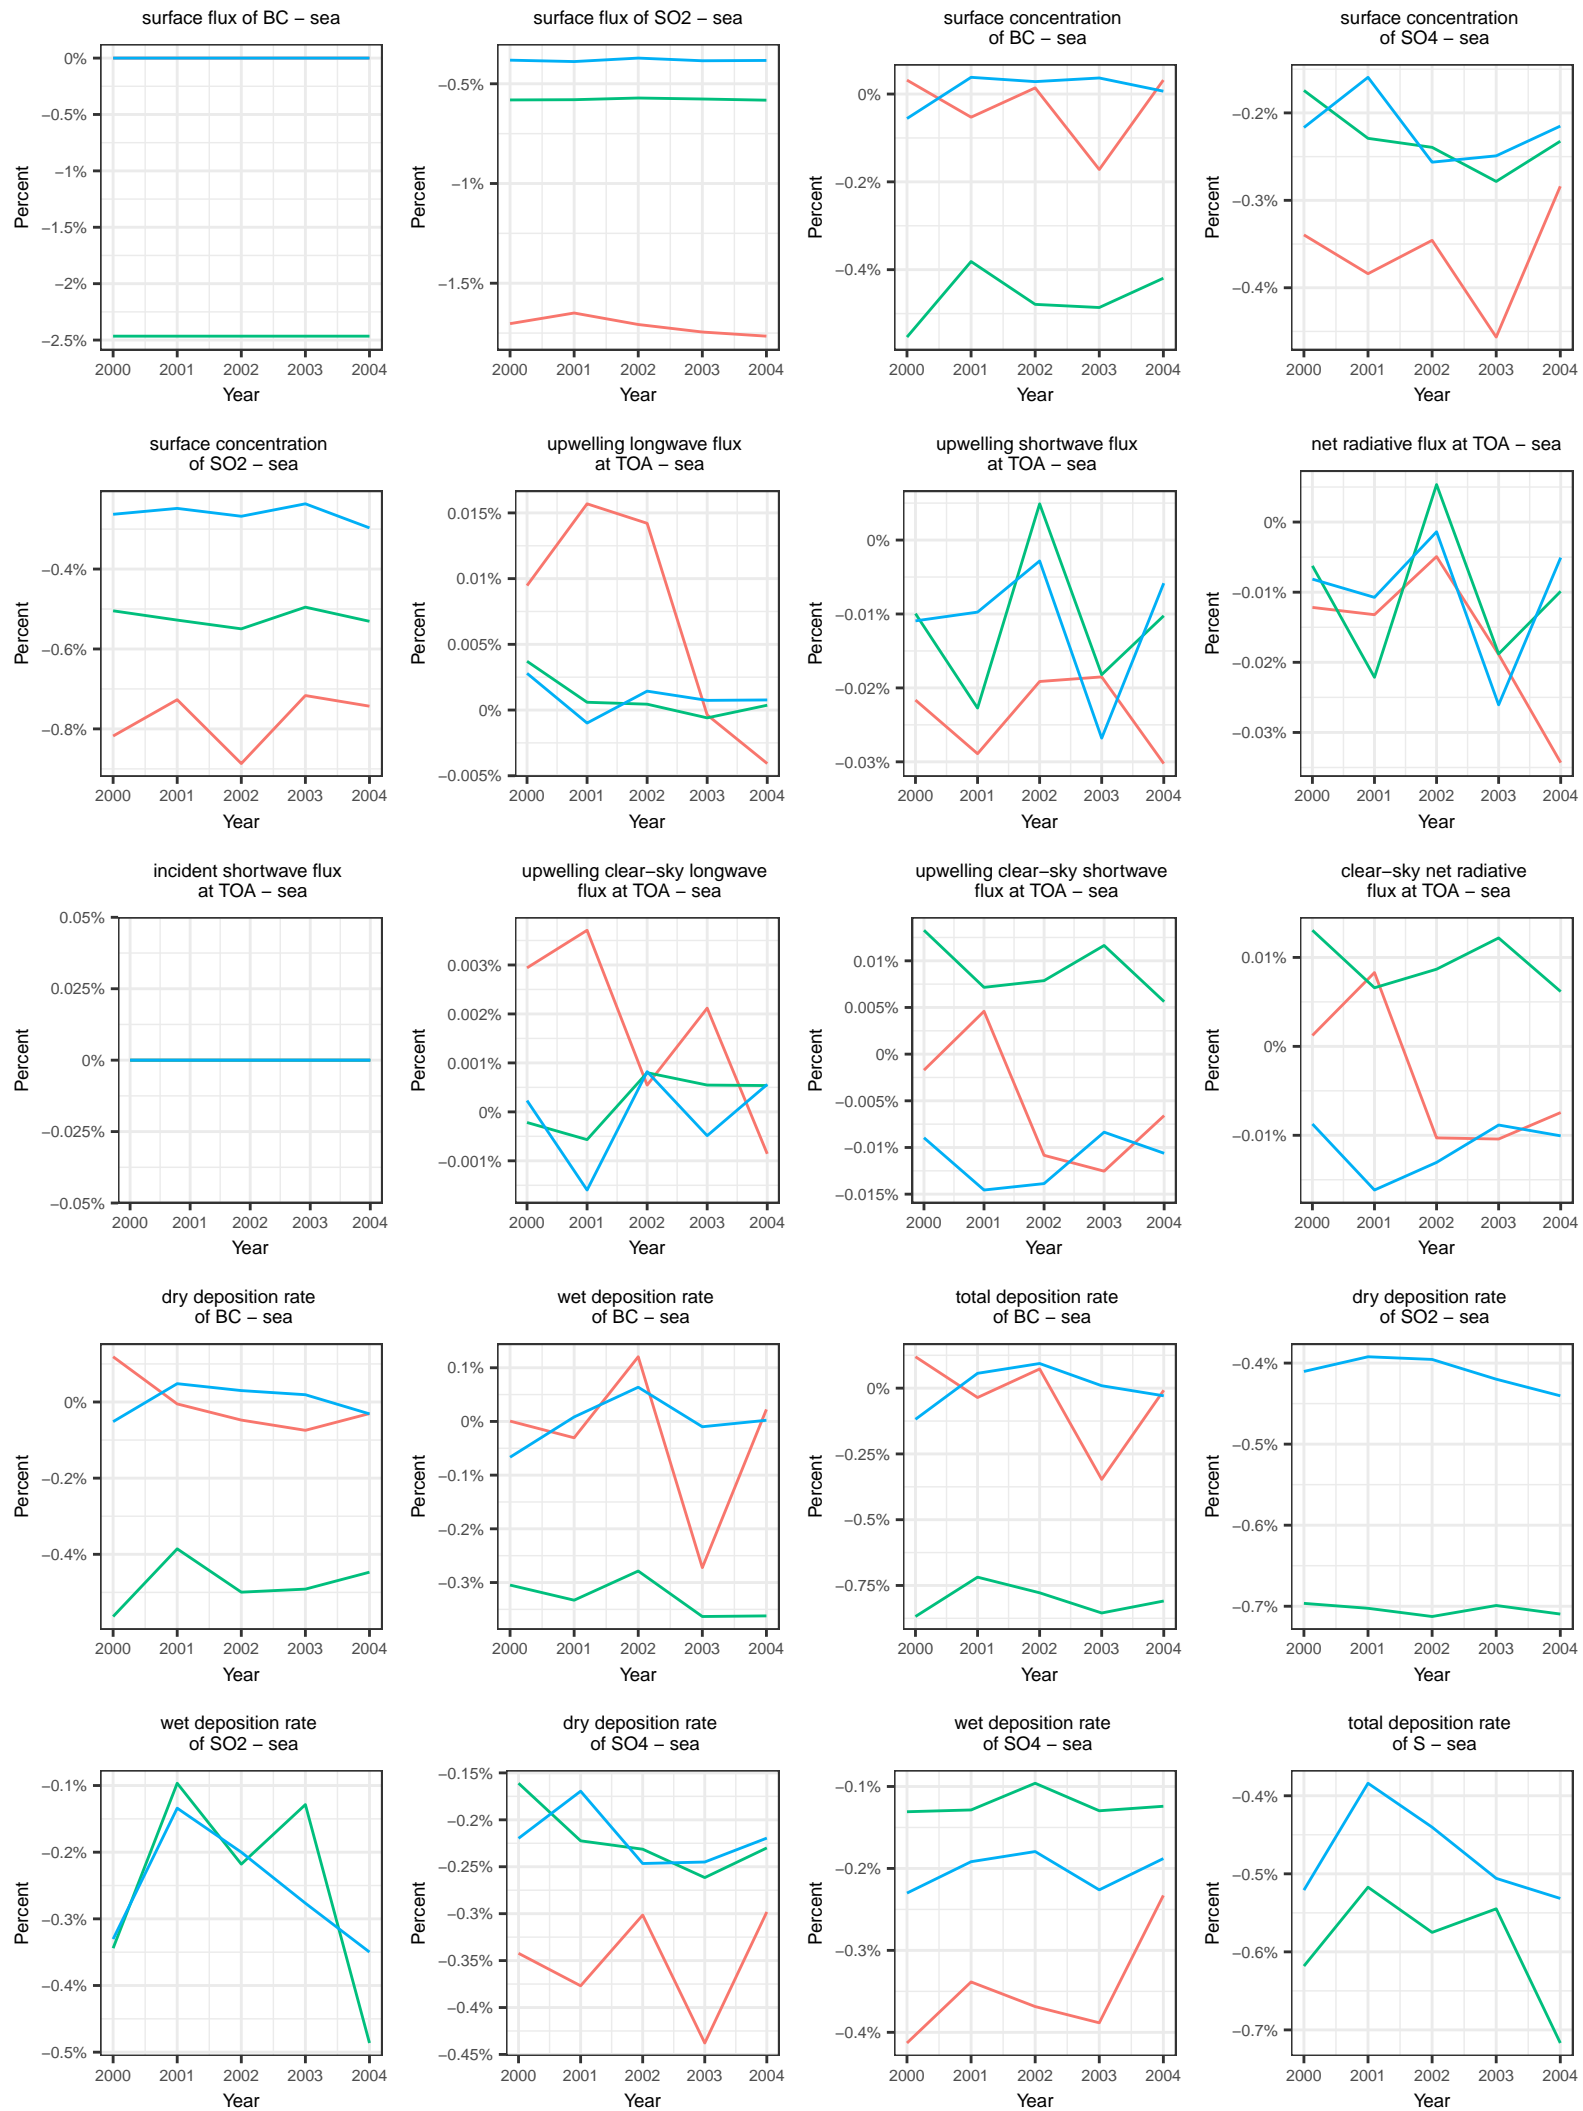 surface flux of BC − sea
0%
−0.5%
−1%
−1.5%
−2%
−2.5%
Percent
2000 2001 2002 2003 2004
Year
surface flux of SO2 − sea
−0.5%
−1%
−1.5%
Percent
2000 2001 2002 2003 2004
Year
surface concentration
of BC − sea
0%
−0.2%
−0.4%
Percent
2000 2001 2002 2003 2004
Year
surface concentration
of SO4 − sea
−0.2%
−0.3%
−0.4%
Percent
2000 2001 2002 2003 2004
Year
surface concentration
of SO2 − sea
−0.4%
−0.6%
−0.8%
Percent
2000 2001 2002 2003 2004
Year
upwelling longwave flux
at TOA − sea
0.015%
0.01%
0.005%
0%
−0.005%
Percent
2000 2001 2002 2003 2004
Year
upwelling shortwave flux
at TOA − sea
0%
−0.01%
−0.02%
−0.03%
Percent
2000 2001 2002 2003 2004
Year
net radiative flux at TOA − sea
0%
−0.01%
−0.02%
−0.03%
Percent
2000 2001 2002 2003 2004
Year
incident shortwave flux
at TOA − sea
0.05%
0.025%
0%
−0.025%
−0.05%
Percent
2000 2001 2002 2003 2004
Year
upwelling clear−sky longwave
flux at TOA − sea
0.003%
0.002%
0.001%
0%
−0.001%
Percent
2000 2001 2002 2003 2004
Year
upwelling clear−sky shortwave
flux at TOA − sea
0.01%
0.005%
0%
−0.005%
−0.01%
−0.015%
Percent
2000 2001 2002 2003 2004
Year
clear−sky net radiative
flux at TOA − sea
0.01%
0%
−0.01%
Percent
2000 2001 2002 2003 2004
Year
dry deposition rate
of BC − sea
0%
−0.2%
−0.4%
Percent
2000 2001 2002 2003 2004
Year
wet deposition rate
of BC − sea
0.1%
0%
−0.1%
−0.2%
−0.3%
Percent
2000 2001 2002 2003 2004
Year
total deposition rate
of BC − sea
0%
−0.25%
−0.5%
−0.75%
Percent
2000 2001 2002 2003 2004
Year
dry deposition rate
of SO2 − sea
−0.4%
−0.5%
−0.6%
−0.7%
Percent
2000 2001 2002 2003 2004
Year
wet deposition rate
of SO2 − sea
−0.1%
−0.2%
−0.3%
−0.4%
−0.5%
Percent
2000 2001 2002 2003 2004
Year
dry deposition rate
of SO4 − sea
−0.15%
−0.2%
−0.25%
−0.3%
−0.35%
−0.4%
−0.45%
Percent
2000 2001 2002 2003 2004
Year
wet deposition rate
of SO4 − sea
−0.1%
−0.2%
−0.3%
−0.4%
Percent
2000 2001 2002 2003 2004
Year
total deposition rate
of S − sea
−0.4%
−0.5%
−0.6%
−0.7%
Percent
2000 2001 2002 2003 2004
Year